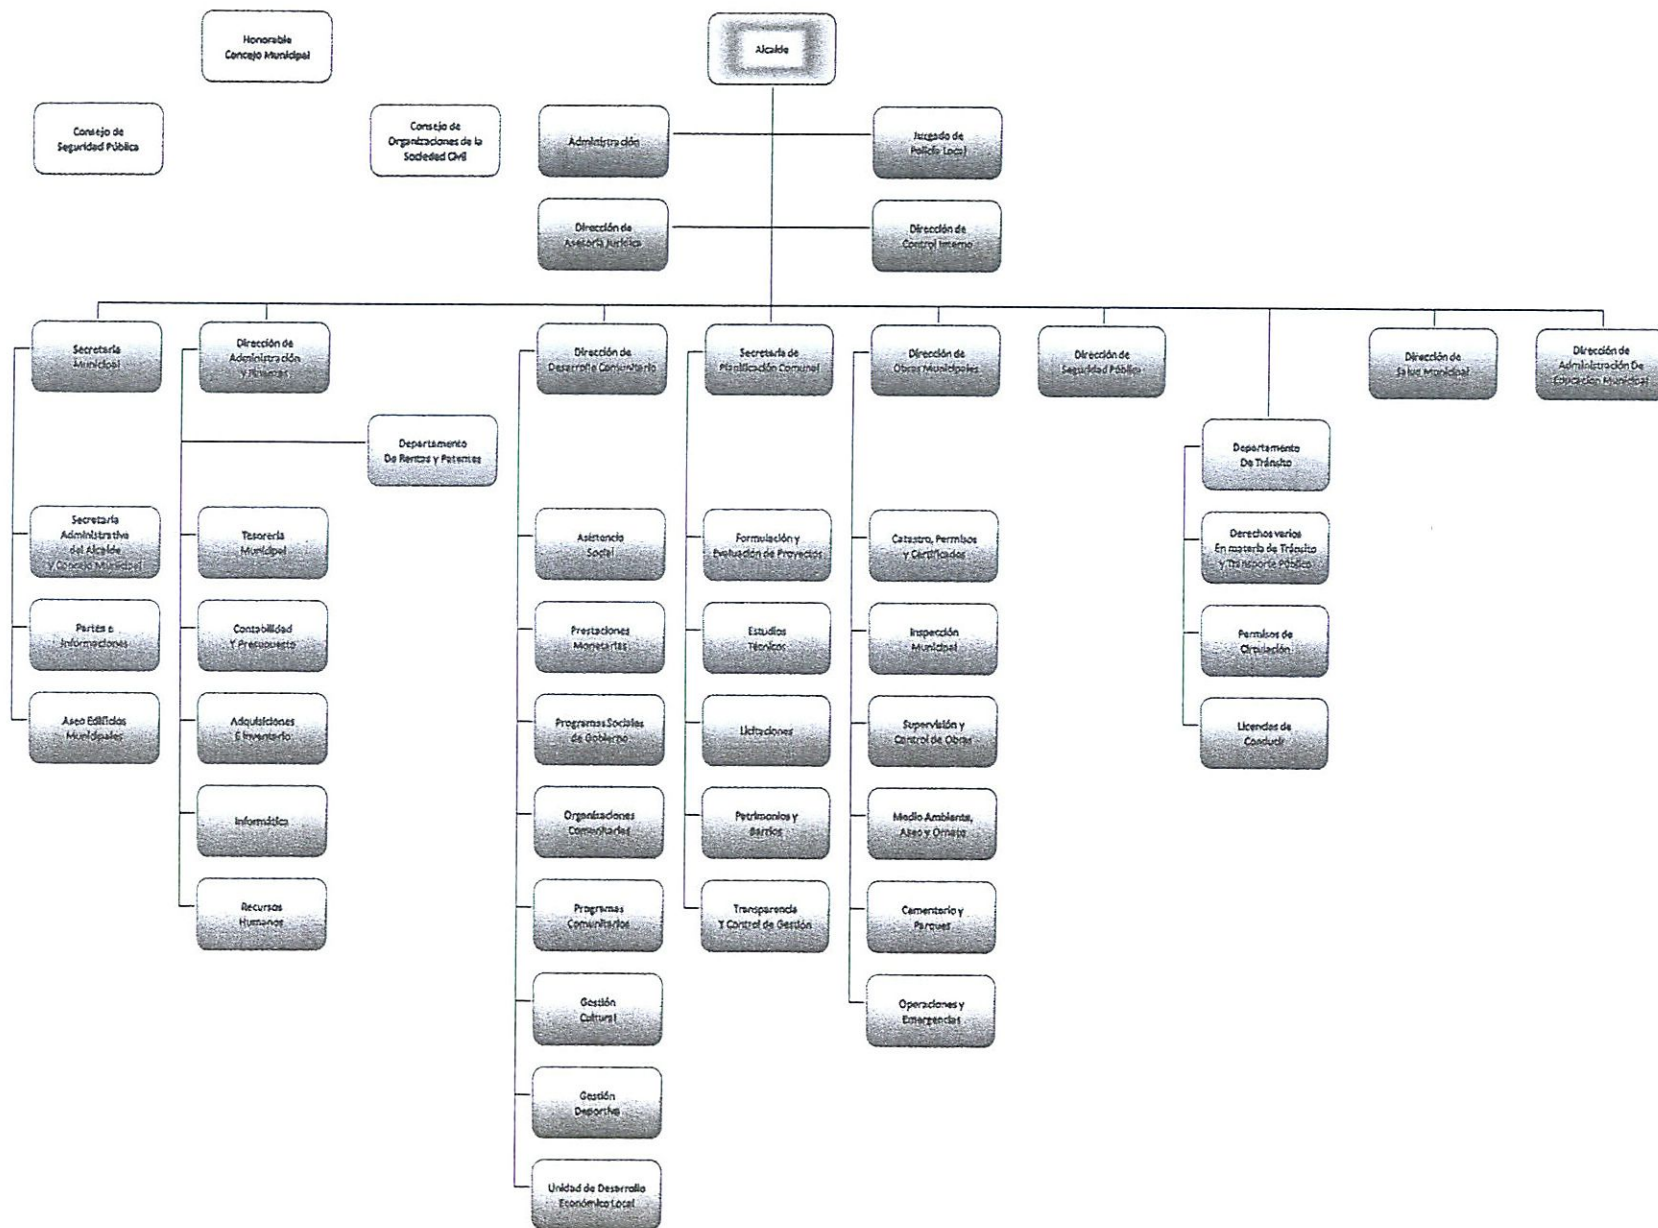 Honorable
Concejo Municipal
Alcalde
Consejo de
Seguridad Pública
Consejo de
Organizaciones de la
Sociedad Civil
Administración
Juzgado de
Policía Local
Dirección de
Asesoría Jurídica
Dirección de
Control Interno
Secretaría
Municipal
Dirección de
Administración
y Finanzas
Dirección de
Desarrollo Comunitario
Secretaría de
Planificación Comunal
Dirección de
Obras Municipales
Dirección de
Seguridad Pública
Dirección de
Salud Municipal
Dirección de
Administración De
Educación Municipal
Departamento
De Rentas y Patentes
Departamento
De Tránsito
Secretaría
Administrativa
del Alcalde
y Concejo Municipal
Tesorería
Municipal
Asistencia
Social
Formulación y
Evaluación de Proyectos
Catastro, Permisos
y Certificados
Derechos varios
En materia de Tránsito
y Transporte Público
Partes e
Informaciones
Contabilidad
Y Presupuesto
Prestaciones
Monetarias
Estudios
Técnicos
Inspección
Municipal
Permisos de
Circulación
Aseo Edificios
Municipales
Adquisiciones
E Inventario
Programas Sociales
de Gobierno
Licitaciones
Supervisión y
Control de Obras
Licencias de
Conducir
Informática
Organizaciones
Comunitarias
Patrimonios y
Barrios
Medio Ambiente,
Aseo y Ornato
Recursos
Humanos
Programas
Comunitarios
Transparencia
Y Control de Gestión
Cementerio y
Parques
Gestión
Cultural
Operaciones y
Emergencias
Gestión
Deportiva
Unidad de Desarrollo
Económico Local